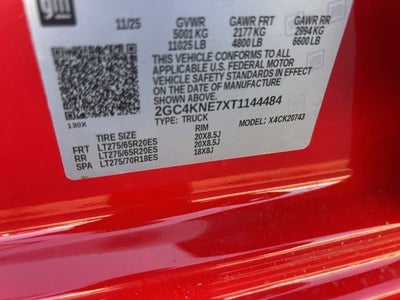 gm
11/25 GVWR GAWR FRT GAWR RR
5001 KG 2177 KG 2994 KG
11025 LB 4800 LB 6600 LB
THIS VEHICLE CONFORMS TO ALL
APPLICABLE U.S. FEDERAL MOTOR
VEHICLE SAFETY STANDARDS IN
EFFECT ON THE DATE OF
MANUFACTURE SHOWN ABOVE.
2GC4KNE7XT1144484
130X TYPE: TRUCK MODEL: X4CK20743
TIRE SIZE RIM
FRT LT275/65R20ES 20X8.5J
RR LT275/65R20ES 20X8.5J
SPA LT275/70R18ES 18X8J